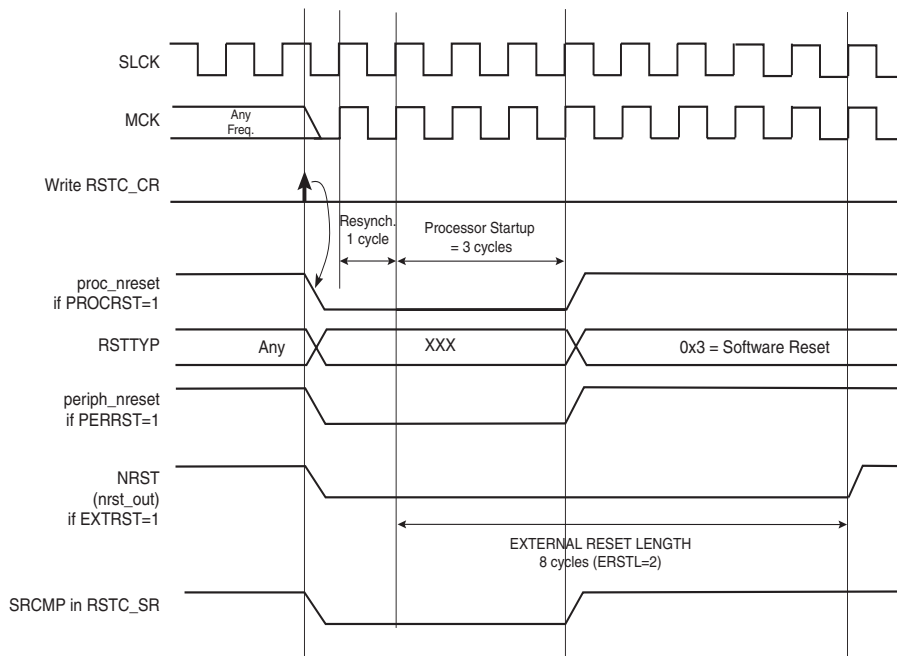 SLCK
MCK
Any
Freq.
Write RSTC_CR
Resynch.
1 cycle
Processor Startup
= 3 cycles
proc_nreset
if PROCRST=1
RSTTYP
Any
XXX
0x3 = Software Reset
periph_nreset
if PERRST=1
NRST
(nrst_out)
if EXTRST=1
EXTERNAL RESET LENGTH
8 cycles (ERSTL=2)
SRCMP in RSTC_SR